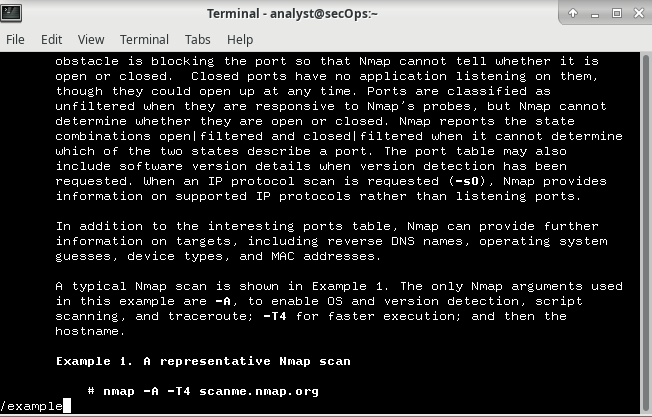 Terminal - analyst@secOps:~
File Edit View Terminal Tabs Help
obstacle is blocking the port so that Nmap cannot tell whether it is
open or closed.  Closed ports have no application listening on them,
though they could open up at any time. Ports are classified as
unfiltered when they are responsive to Nmap's probes, but Nmap cannot
determine whether they are open or closed. Nmap reports the state
combinations open|filtered and closed|filtered when it cannot determine
which of the two states describe a port. The port table may also
include software version details when version detection has been
requested. When an IP protocol scan is requested (-sO), Nmap provides
information on supported IP protocols rather than listening ports.
In addition to the interesting ports table, Nmap can provide further
information on targets, including reverse DNS names, operating system
guesses, device types, and MAC addresses.
A typical Nmap scan is shown in Example 1. The only Nmap arguments used
in this example are -A, to enable OS and version detection, script
scanning, and traceroute; -T4 for faster execution; and then the
hostname.
Example 1. A representative Nmap scan
# nmap -A -T4 scanme.nmap.org
/example